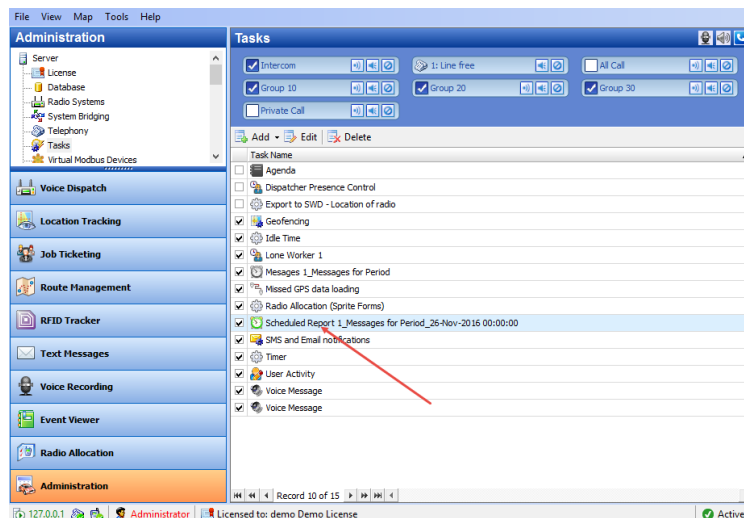 File View Map Tools Help
Administration
Server
License
Database
Radio Systems
System Bridging
Telephony
Tasks
Virtual Modbus Devices
Voice Dispatch
Location Tracking
Job Ticketing
Route Management
RFID Tracker
Text Messages
Voice Recording
Event Viewer
Radio Allocation
Administration
Tasks
Intercom
1: Line free
All Call
Group 10
Group 20
Group 30
Private Call
Add Edit Delete
Task Name
Agenda
Dispatcher Presence Control
Export to SWD - Location of radio
Geofencing
Idle Time
Lone Worker 1
Mesages 1_Messages for Period
Missed GPS data loading
Radio Allocation (Sprite Forms)
Scheduled Report 1_Messages for Period_26-Nov-2016 00:00:00
SMS and Email notifications
Timer
User Activity
Voice Message
Voice Message
Record 10 of 15
127.0.0.1 Administrator Licensed to: demo Demo License Active